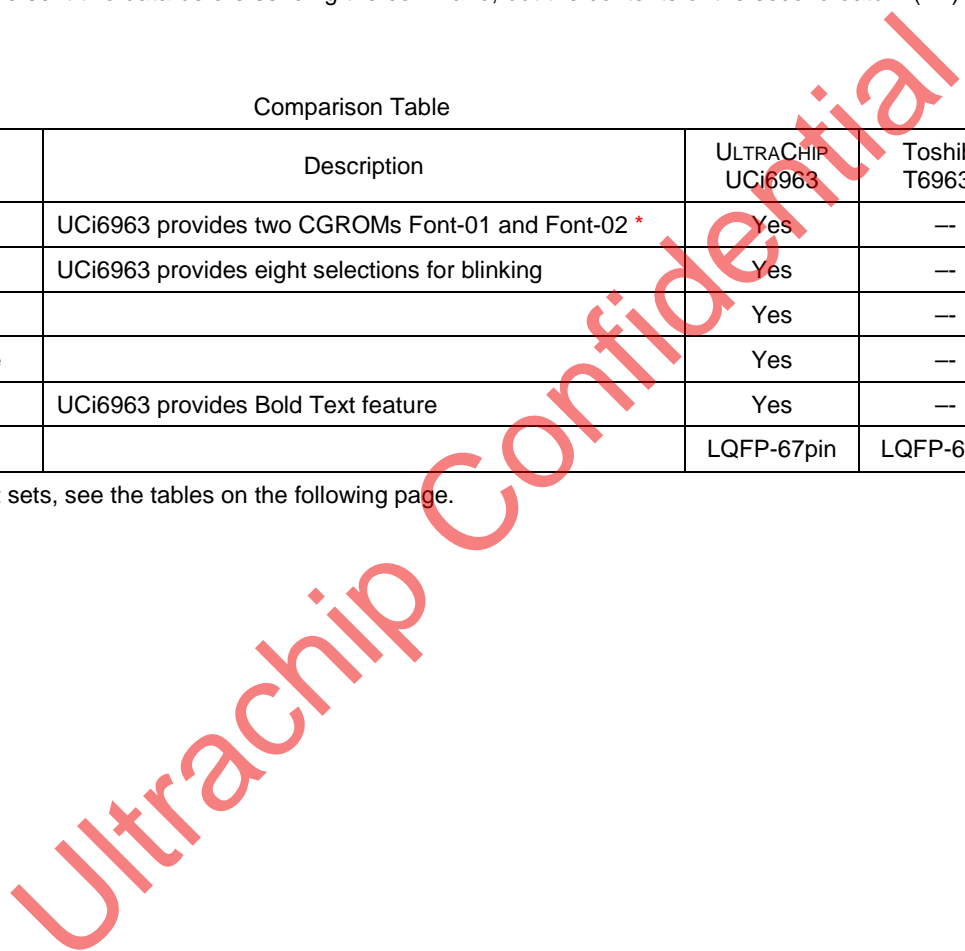 Comparison Table
Description ULTRACHIP UCi6963 Toshib T6963
UCi6963 provides two CGROMs Font-01 and Font-02 * Yes –-
UCi6963 provides eight selections for blinking Yes –-
Yes –-
Yes –-
UCi6963 provides Bold Text feature Yes –-
LQFP-67pin LQFP-6
sets, see the tables on the following page.
Ultrachip Confidential